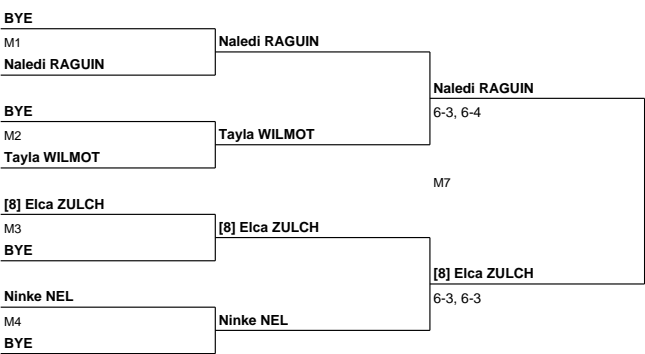 BYE
M1
Naledi RAGUIN
Naledi RAGUIN
BYE
M2
Tayla WILMOT
Tayla WILMOT
Naledi RAGUIN
6-3, 6-4
M7
[8] Elca ZULCH
M3
BYE
[8] Elca ZULCH
Ninke NEL
M4
BYE
Ninke NEL
[8] Elca ZULCH
6-3, 6-3